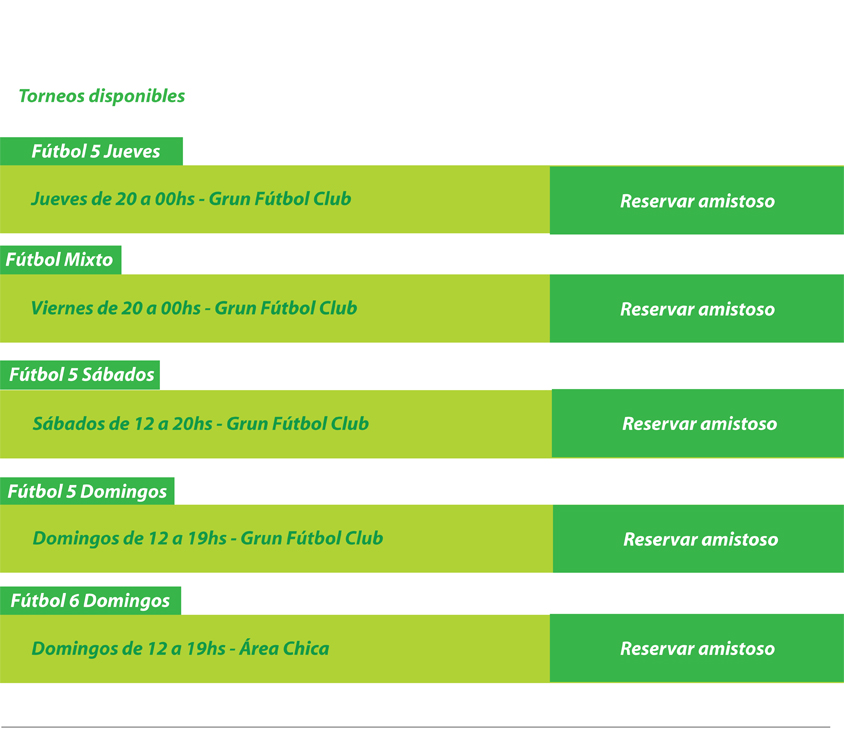 Torneos disponibles
Fútbol 5 Jueves
Jueves de 20 a 00hs - Grun Fútbol Club
Reservar amistoso
Fútbol Mixto
Viernes de 20 a 00hs - Grun Fútbol Club
Reservar amistoso
Fútbol 5 Sábados
Sábados de 12 a 20hs - Grun Fútbol Club
Reservar amistoso
Fútbol 5 Domingos
Domingos de 12 a 19hs - Grun Fútbol Club
Reservar amistoso
Fútbol 6 Domingos
Domingos de 12 a 19hs - Área Chica
Reservar amistoso